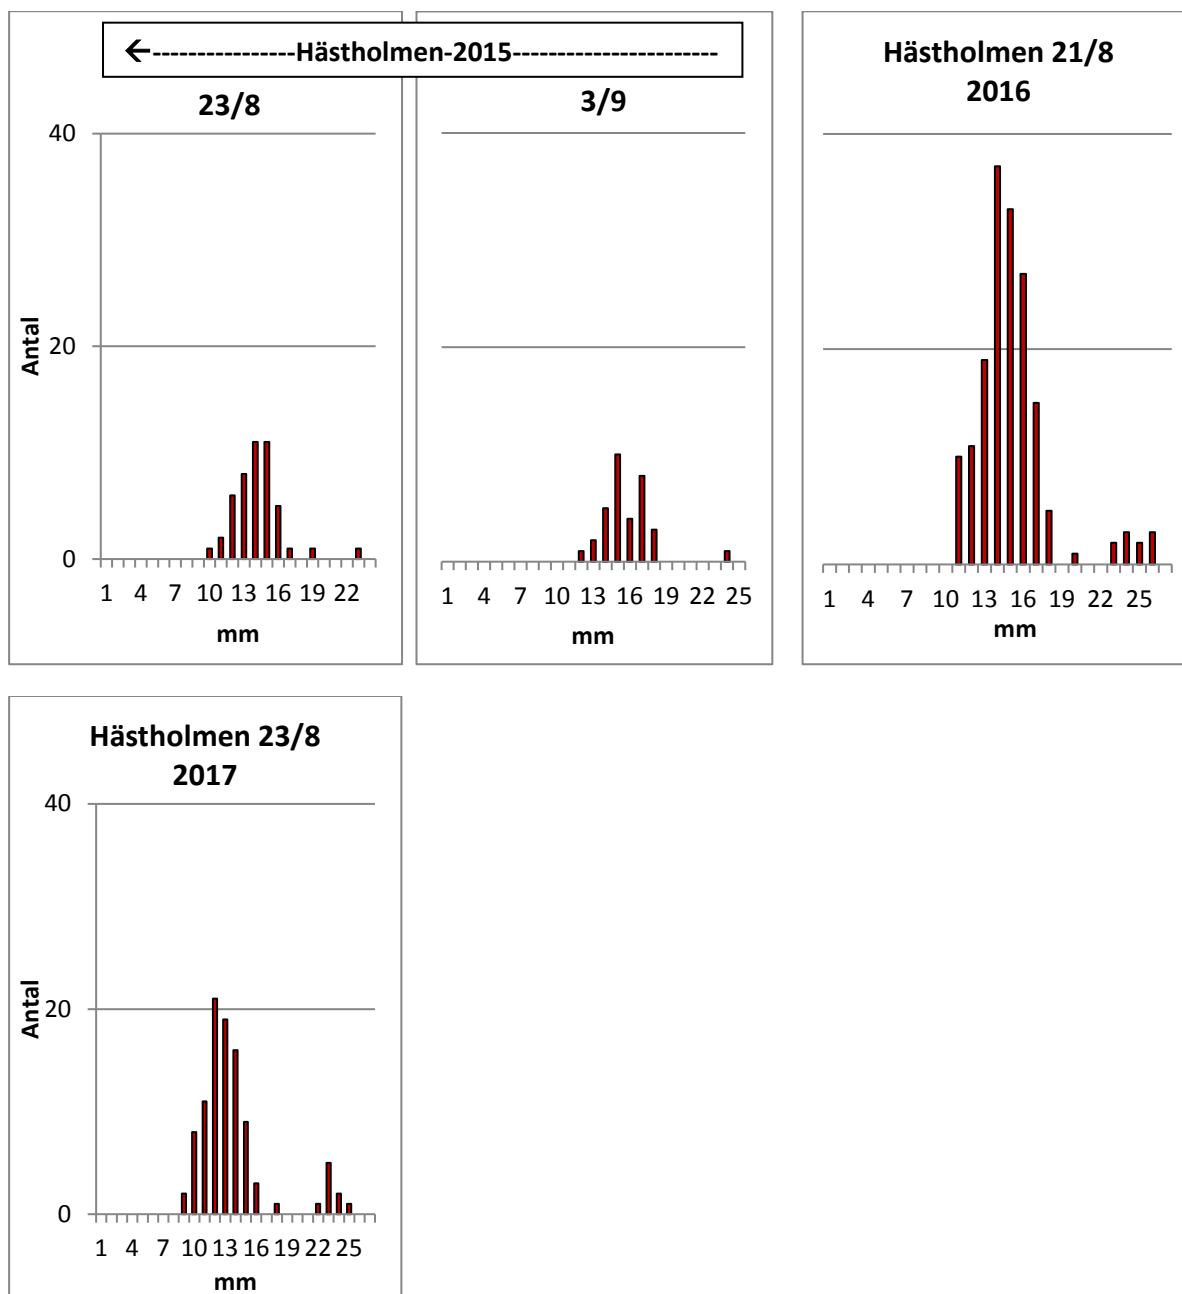 ←----------------Hästholmen-2015-----------------------
23/8
40
20
0
Antal
1 4 7 10 13 16 19 22
mm
3/9
1 4 7 10 13 16 19 22 25
mm
Hästholmen 21/8
2016
1 4 7 10 13 16 19 22 25
mm
Hästholmen 23/8
2017
40
20
0
Antal
1 4 7 10 13 16 19 22 25
mm